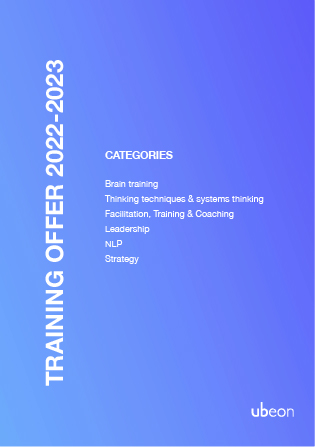 TRAINING OFFER 2022-2023
CATEGORIES
Brain training
Thinking techniques & systems thinking
Facilitation, Training & Coaching
Leadership
NLP
Strategy
ubeon